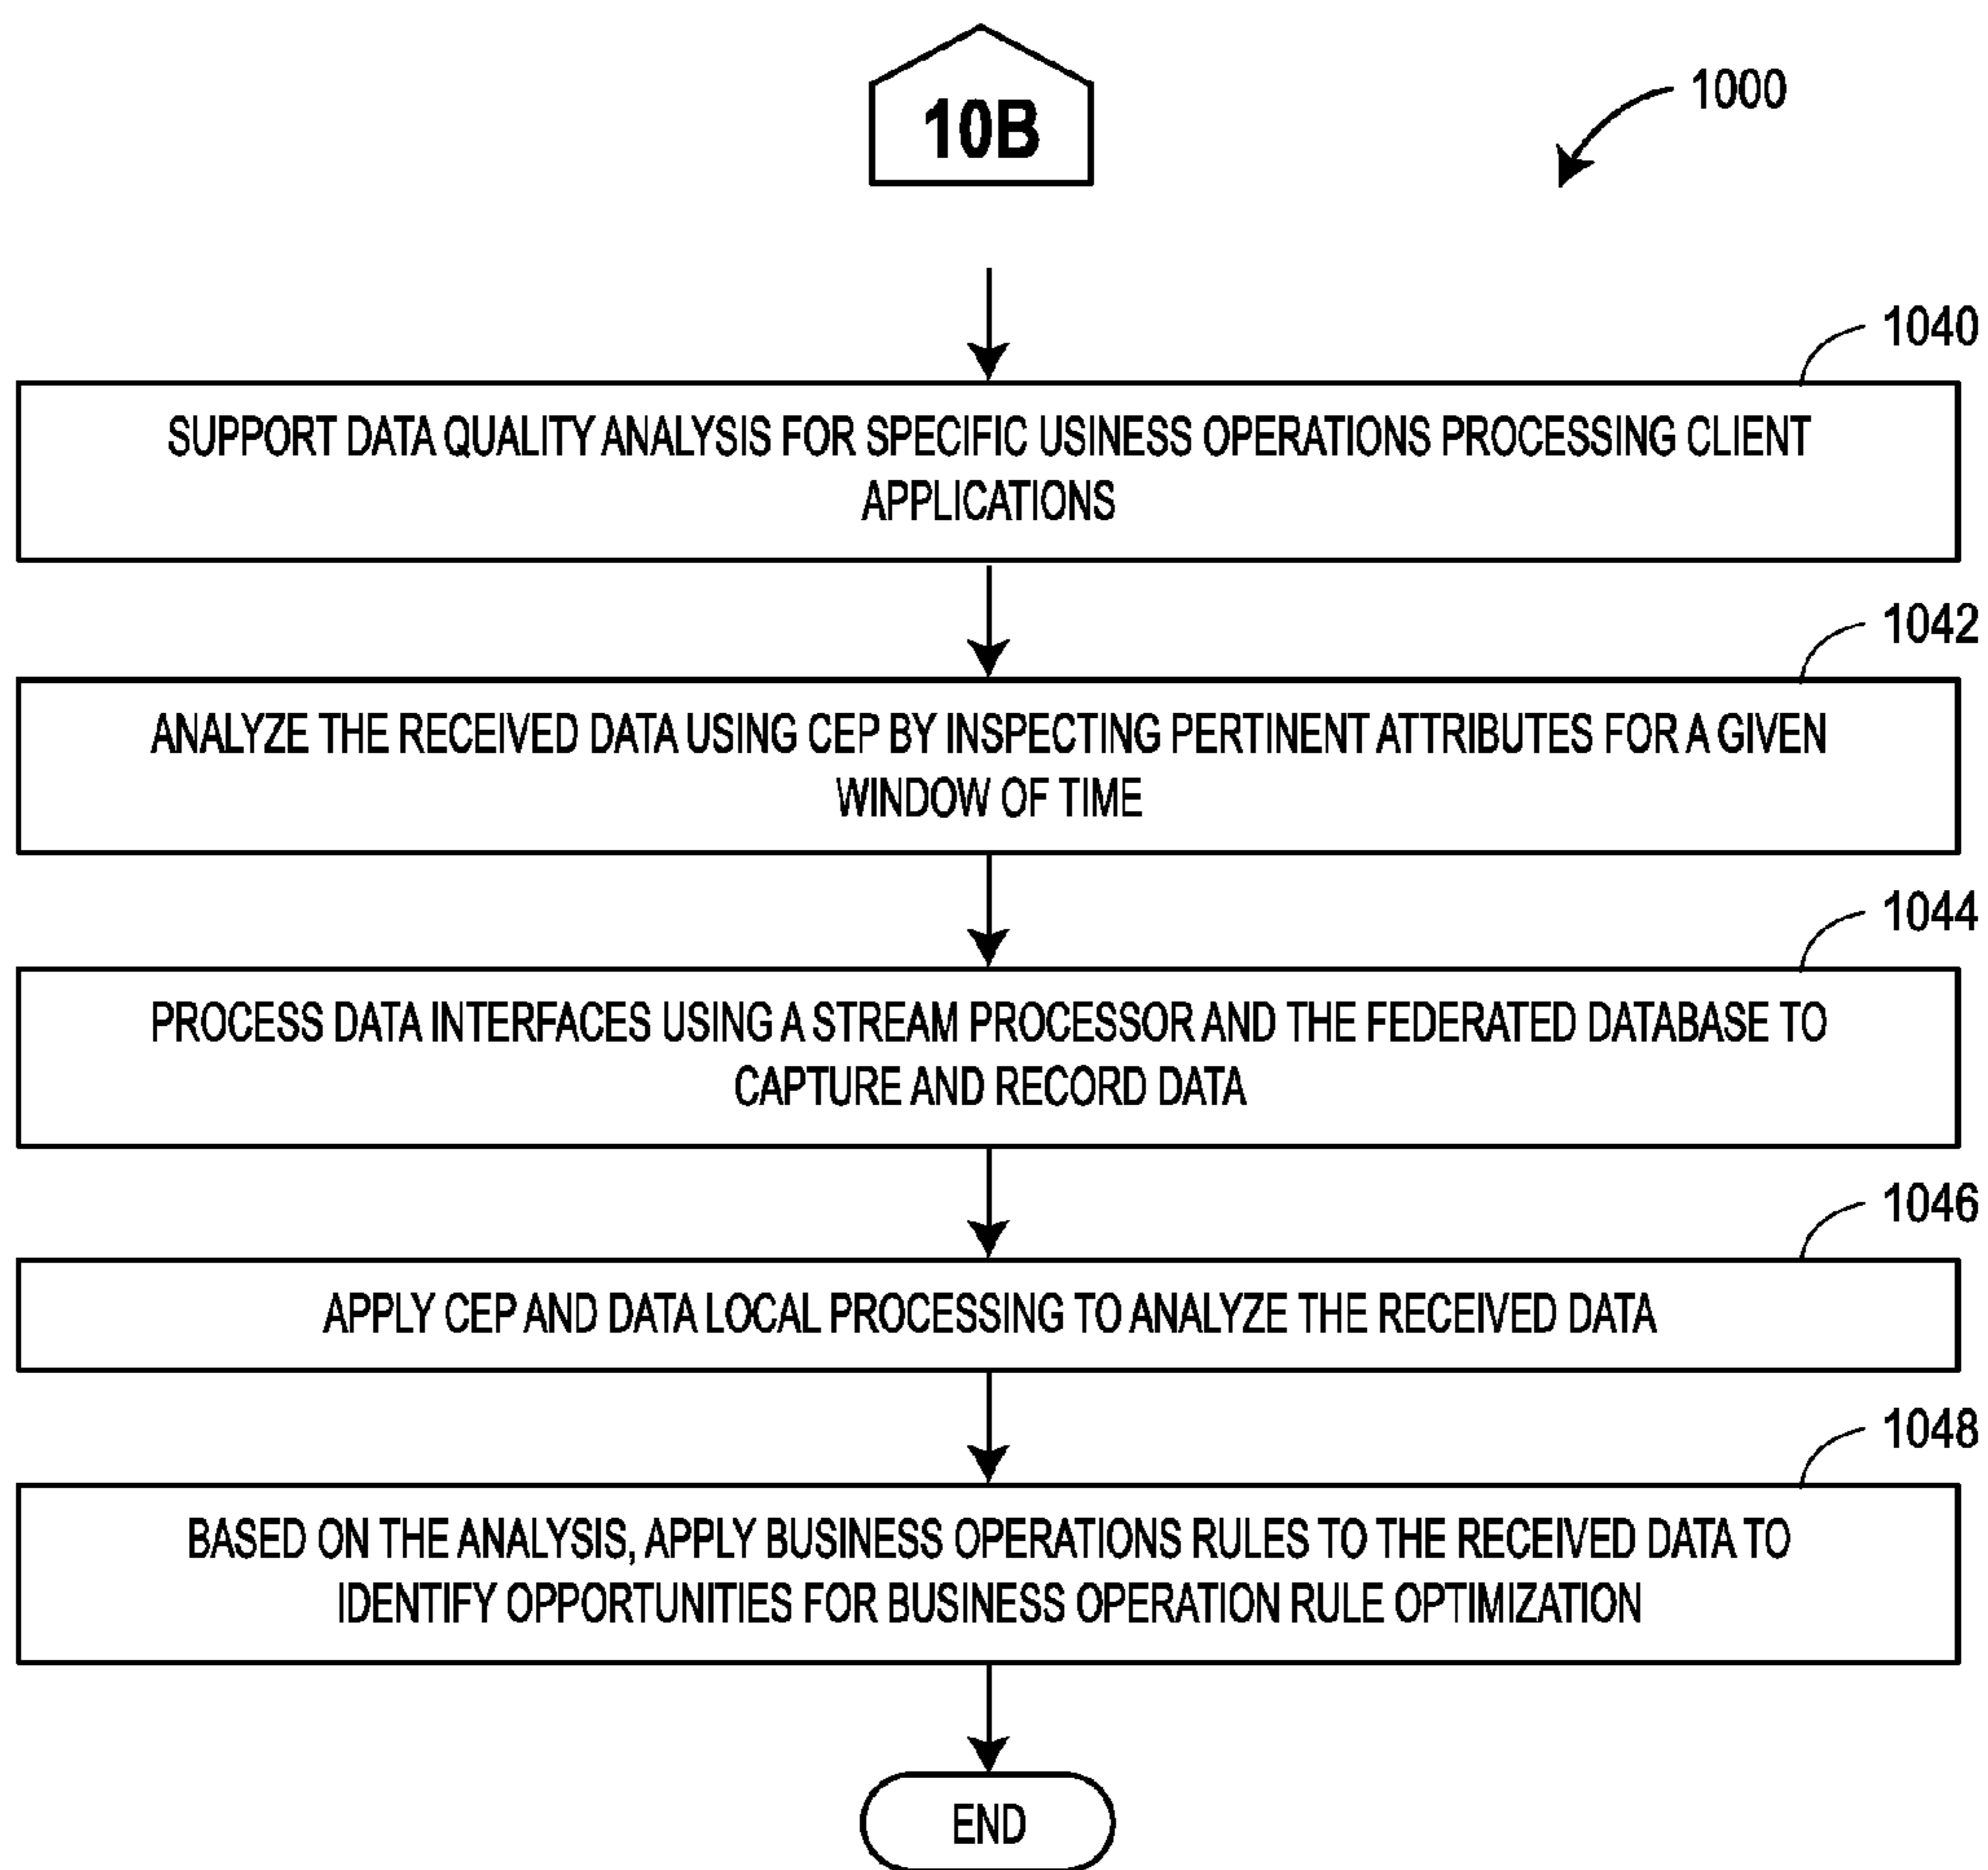 10B
1000
1040
SUPPORT DATA QUALITY ANALYSIS FOR SPECIFIC USINESS OPERATIONS PROCESSING CLIENT
APPLICATIONS
1042
ANALYZE THE RECEIVED DATA USING CEP BY INSPECTING PERTINENT ATTRIBUTES FOR A GIVEN
WINDOW OF TIME
1044
PROCESS DATA INTERFACES USING A STREAM PROCESSOR AND THE FEDERATED DATABASE TO
CAPTURE AND RECORD DATA
1046
APPLY CEP AND DATA LOCAL PROCESSING TO ANALYZE THE RECEIVED DATA
1048
BASED ON THE ANALYSIS, APPLY BUSINESS OPERATIONS RULES TO THE RECEIVED DATA TO
IDENTIFY OPPORTUNITIES FOR BUSINESS OPERATION RULE OPTIMIZATION
END